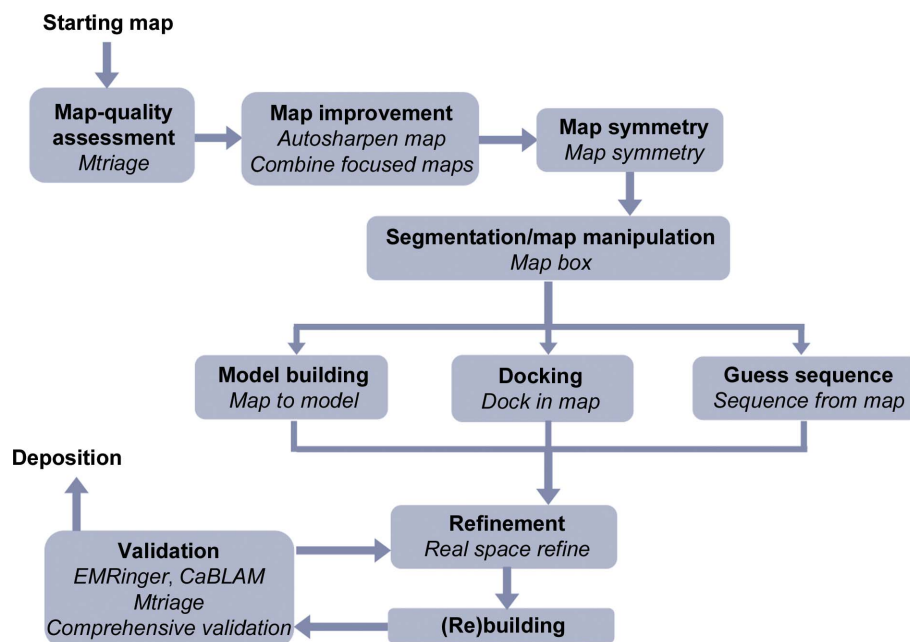 Starting map
Map-quality
assessment
Mtriage
Map improvement
Autosharpen map
Combine focused maps
Map symmetry
Map symmetry
Segmentation/map manipulation
Map box
Model building
Map to model
Docking
Dock in map
Guess sequence
Sequence from map
Deposition
Refinement
Real space refine
Validation
EMRinger, CaBLAM
Mtriage
Comprehensive validation
(Re)building